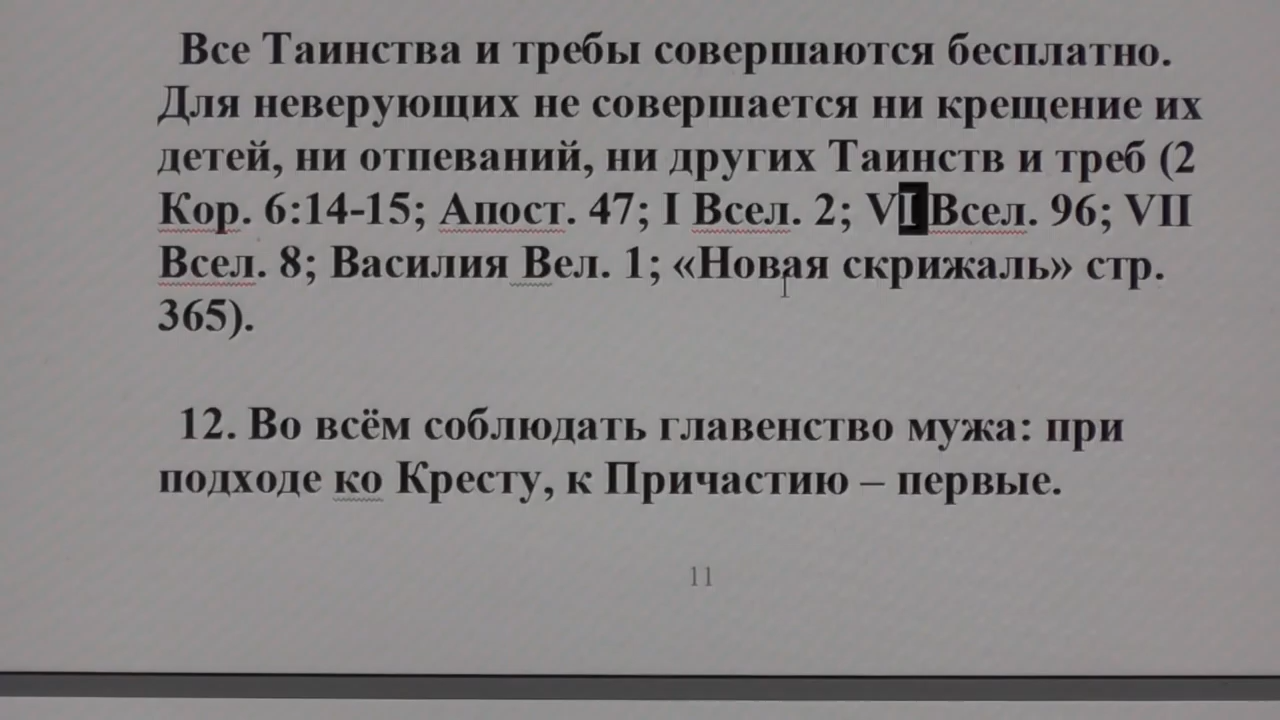 Все Таинства и требы совершаются бесплатно.
Для неверующих не совершается ни крещение их
детей, ни отпеваний, ни других Таинств и треб (2
Кор. 6:14-15; Апост. 47; I Всел. 2; VI Всел. 96; VII
Всел. 8; Василия Вел. 1; «Новая скрижаль» стр.
365).
12. Во всём соблюдать главенство мужа: при
подходе ко Кресту, к Причастию – первые.
11